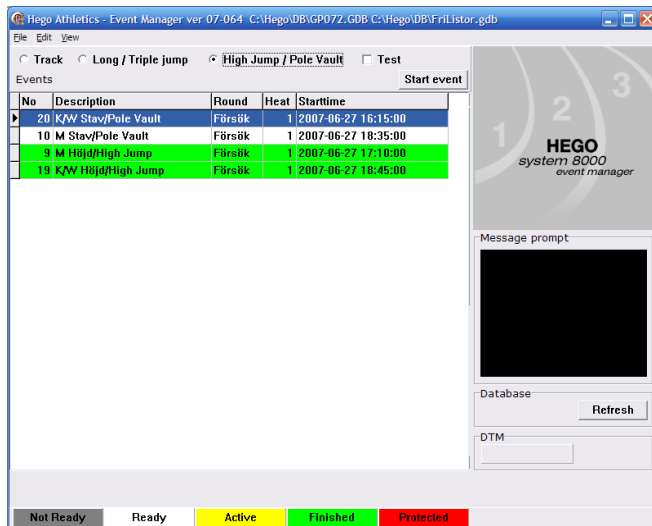 Hego Athletics - Event Manager ver 07-064 C:\Hego\DB\GP072.GDB C:\Hego\DB\FriListor.gdb
File Edit View
Track Long / Triple jump High Jump / Pole Vault Test
Events Start event
No Description Round Heat Starttime
20 K/W Stav/Pole Vault Försök 1 2007-06-27 16:15:00
10 M Stav/Pole Vault Försök 1 2007-06-27 18:35:00
9 M Höjd/High Jump Försök 1 2007-06-27 17:10:00
19 K/W Höjd/High Jump Försök 1 2007-06-27 18:45:00
1 2 3
HEGO
system 8000
event manager
Message prompt
Database
Refresh
DTM
Not Ready Ready Active Finished Protected